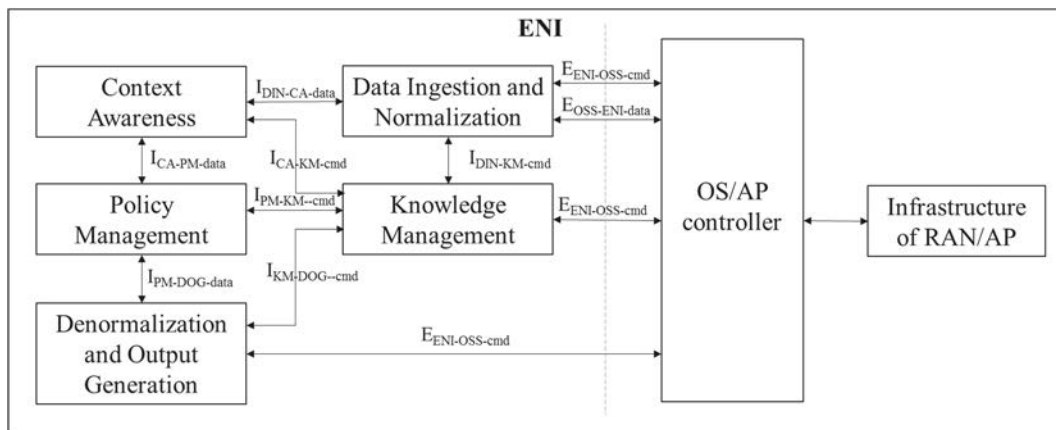 ENI
Context
Awareness
I_DIN-CA-data
Data Ingestion and
Normalization
E_ENI-OSS-cmd
E_OSS-ENI-data
I_CA-PM-data
I_CA-KM-cmd
I_DIN-KM-cmd
Policy
Management
I_PM-KM--cmd
Knowledge
Management
E_ENI-OSS-cmd
OS/AP
controller
Infrastructure
of RAN/AP
I_PM-DOG-data
I_KM-DOG--cmd
Denormalization
and Output
Generation
E_ENI-OSS-cmd